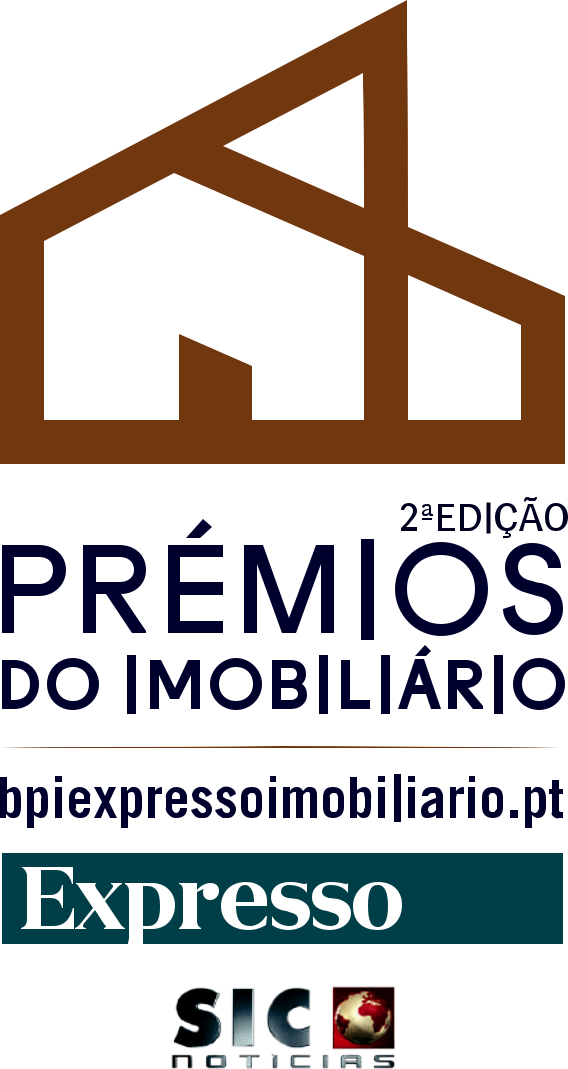 2ªEDIÇÃO
PRÉMIOS
DO IMOBILIÁRIO
bpiexpressoimobiliario.pt
Expresso
SIC
NOTÍCIAS